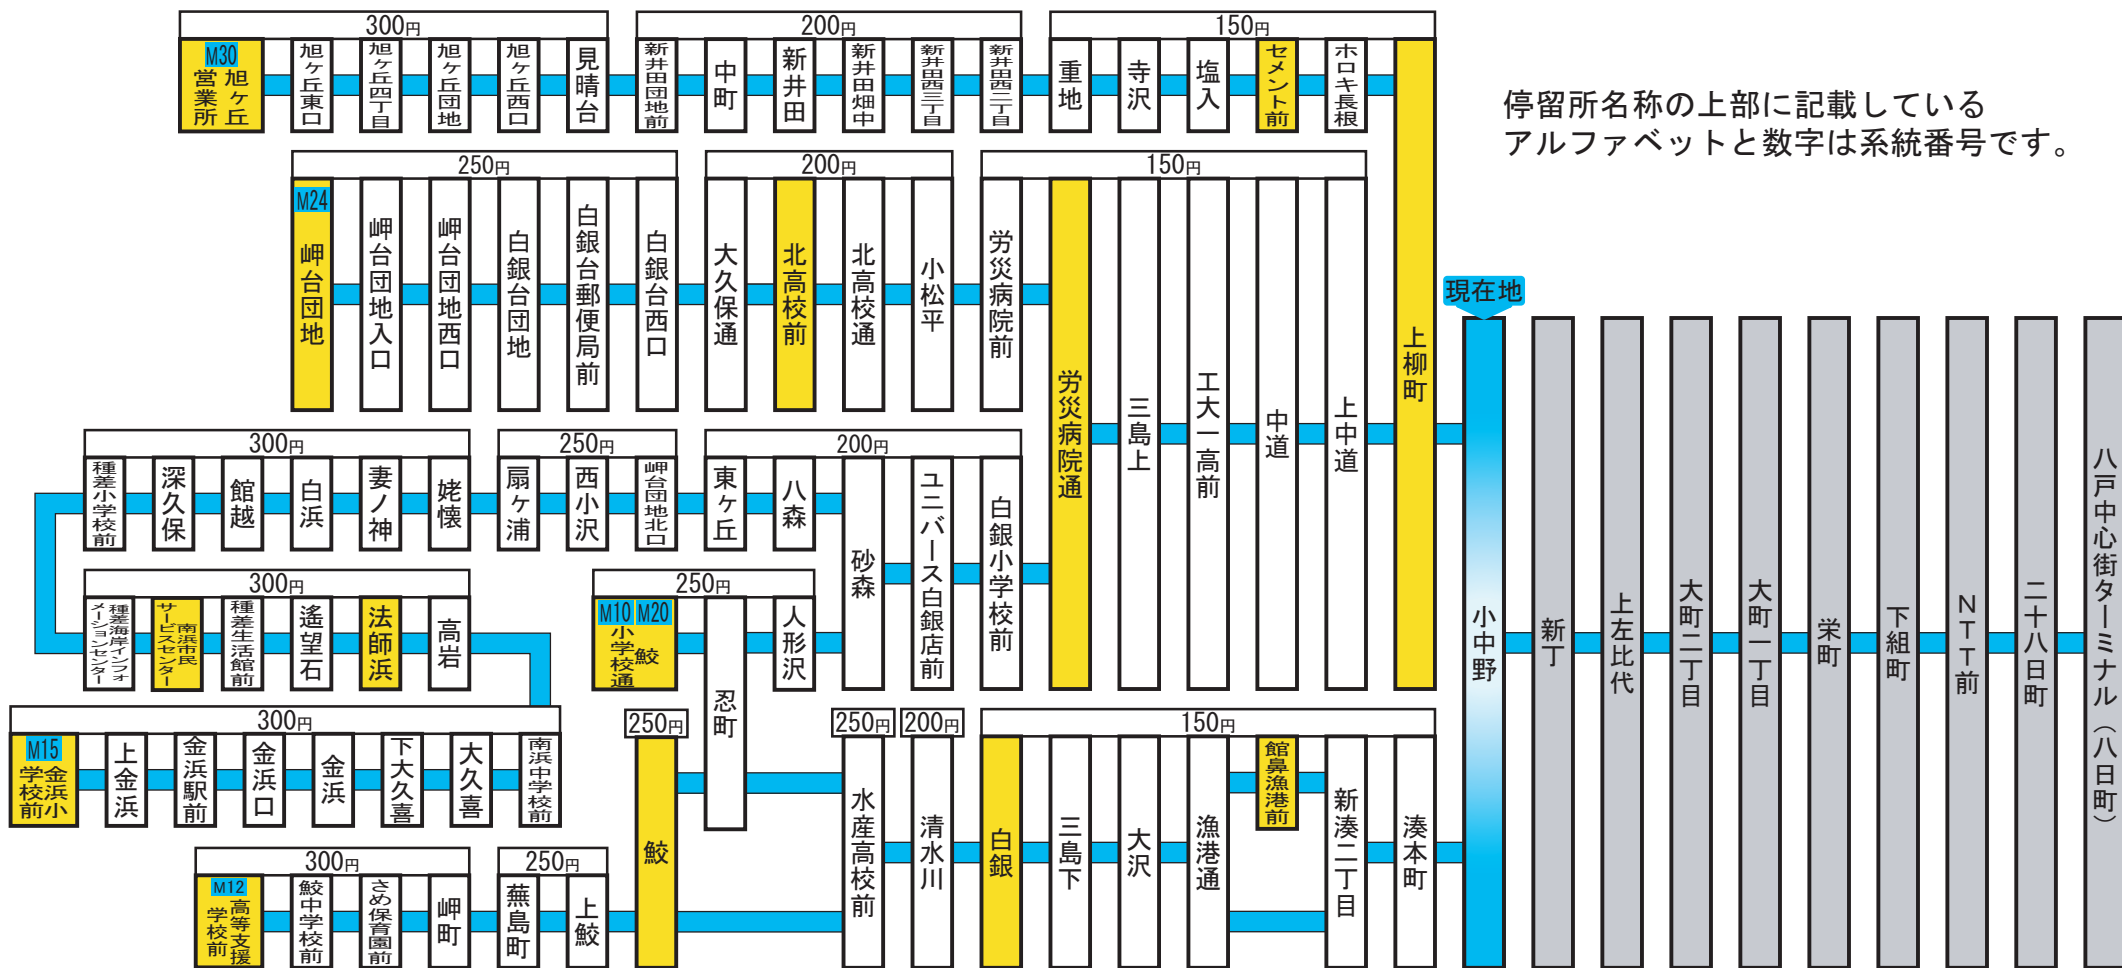 300円
200円
150円
M30
旭ヶ丘
営業所
旭ヶ丘東口
旭ヶ丘四丁目
旭ヶ丘団地
旭ヶ丘西口
見晴台
新井田団地前
中町
新井田
新井田畑中
新井田西三丁目
新井田西二丁目
重地
寺沢
塩入
セメント前
ホロキ長根
上柳町
停留所名称の上部に記載している
アルファベットと数字は系統番号です。
250円
200円
150円
M24
岬台団地
岬台団地入口
岬台団地西口
白銀台団地
白銀台郵便局前
白銀台西口
大久保通
北高校前
北高校通
小松平
労災病院前
労災病院通
三島上
工大一高前
中道
上中道
現在地
小中野
新丁
上左比代
大町二丁目
大町一丁目
栄町
下組町
NTT前
二十八日町
八戸中心街ターミナル（八日町）
300円
250円
200円
種差小学校前
深久保
館越
白浜
妻ノ神
姥懐
扇ヶ浦
西小沢
岬台団地北口
東ヶ丘
八森
砂森
ユニバース白銀店前
白銀小学校前
300円
250円
種差海岸インフォ
メーションセンター
南浜市民
サービスセンター
種差生活館前
遙望石
法師浜
高岩
M10 M20
鮫
小学校通
忍町
人形沢
300円
250円
250円
200円
150円
M15
金浜小
学校前
上金浜
金浜駅前
金浜口
金浜
下大久喜
大久喜
南浜中学校前
鮫
水産高校前
清水川
白銀
三島下
大沢
漁港通
館鼻漁港前
新湊二丁目
湊本町
300円
250円
M12
高等支援
学校前
鮫中学校前
さめ保育園前
岬町
蕪島町
上鮫